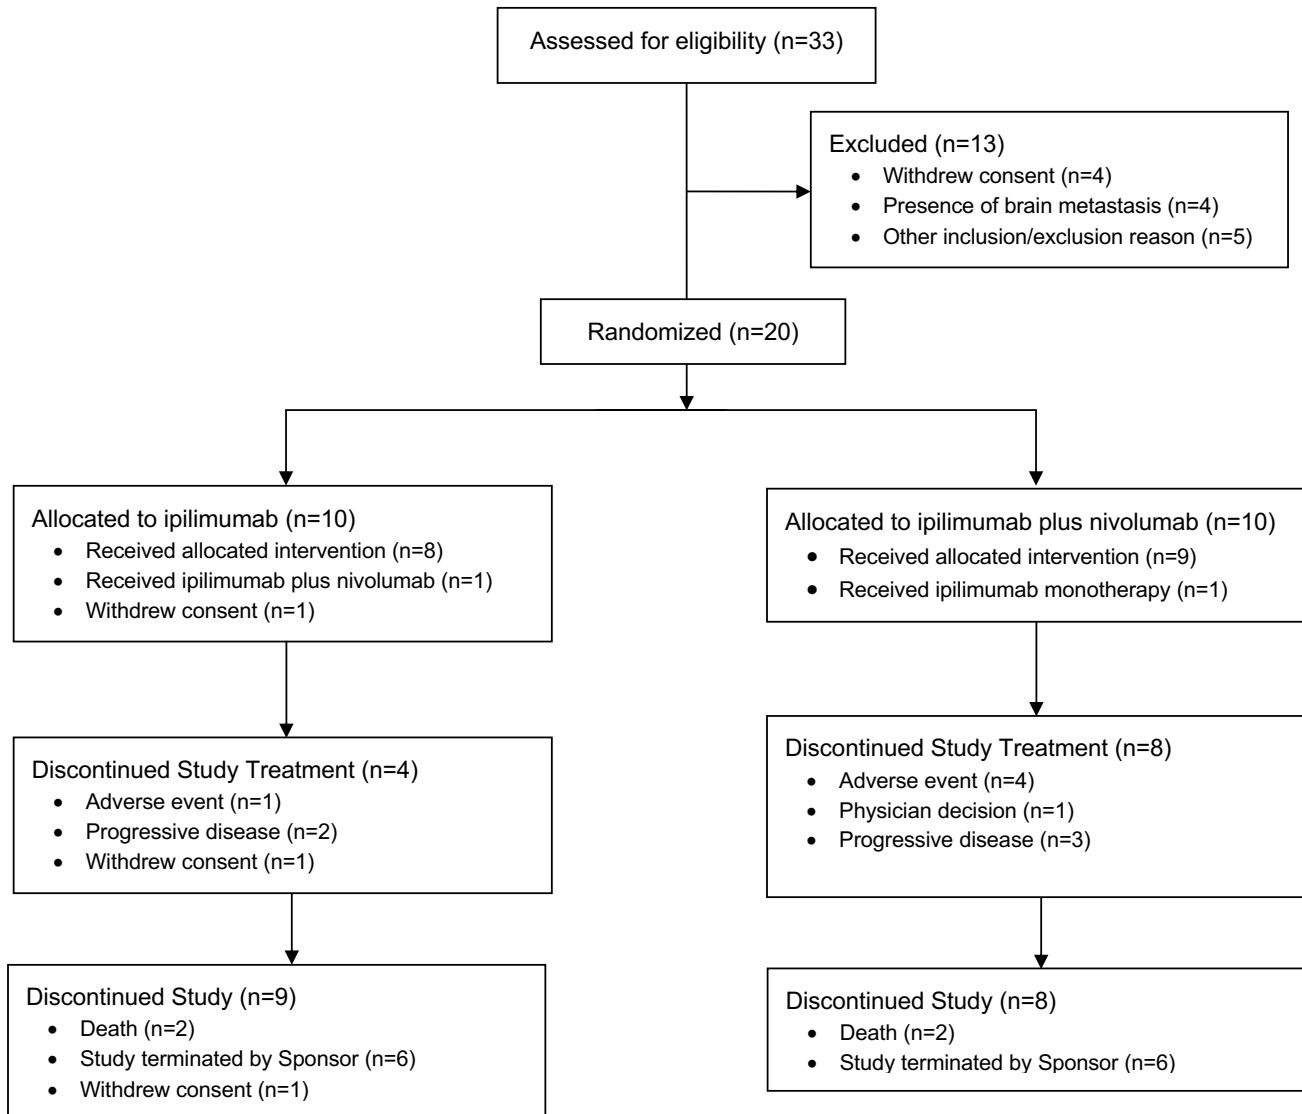 Assessed for eligibility (n=33)
Excluded (n=13)
• Withdrew consent (n=4)
• Presence of brain metastasis (n=4)
• Other inclusion/exclusion reason (n=5)
Randomized (n=20)
Allocated to ipilimumab (n=10)
• Received allocated intervention (n=8)
• Received ipilimumab plus nivolumab (n=1)
• Withdrew consent (n=1)
Allocated to ipilimumab plus nivolumab (n=10)
• Received allocated intervention (n=9)
• Received ipilimumab monotherapy (n=1)
Discontinued Study Treatment (n=4)
• Adverse event (n=1)
• Progressive disease (n=2)
• Withdrew consent (n=1)
Discontinued Study Treatment (n=8)
• Adverse event (n=4)
• Physician decision (n=1)
• Progressive disease (n=3)
Discontinued Study (n=9)
• Death (n=2)
• Study terminated by Sponsor (n=6)
• Withdrew consent (n=1)
Discontinued Study (n=8)
• Death (n=2)
• Study terminated by Sponsor (n=6)